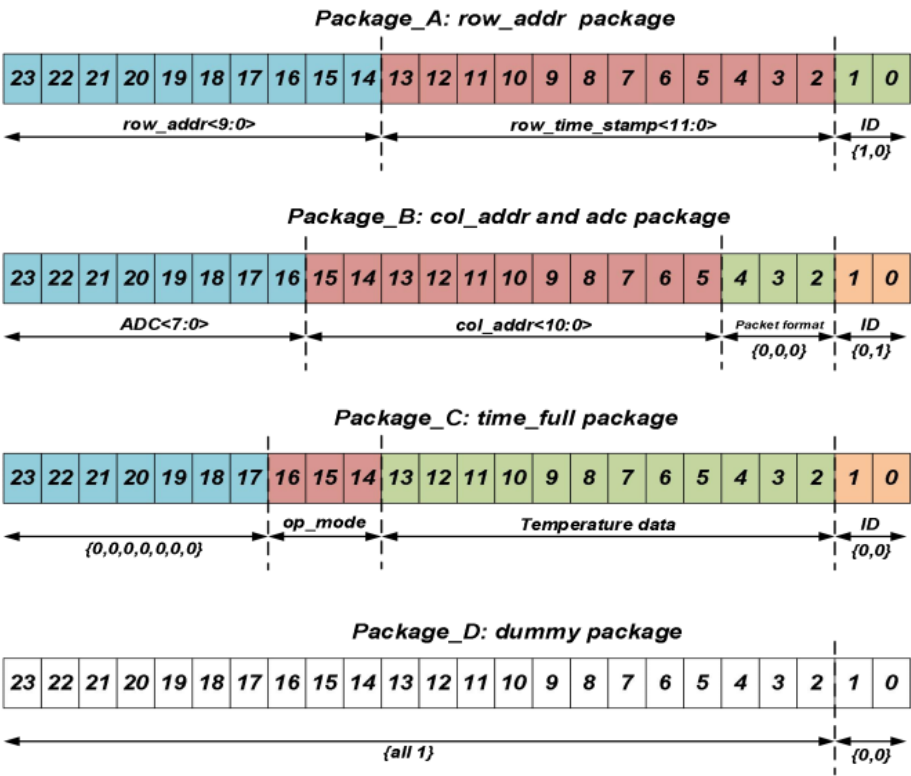 Package_A: row_addr package
23 22 21 20 19 18 17 16 15 14 13 12 11 10 9 8 7 6 5 4 3 2 1 0
row_addr<9:0> row_time_stamp<11:0> ID
{1,0}
Package_B: col_addr and adc package
23 22 21 20 19 18 17 16 15 14 13 12 11 10 9 8 7 6 5 4 3 2 1 0
ADC<7:0> col_addr<10:0> Packet format ID
{0,0,0} {0,1}
Package_C: time_full package
23 22 21 20 19 18 17 16 15 14 13 12 11 10 9 8 7 6 5 4 3 2 1 0
op_mode Temperature data ID
{0,0,0,0,0,0,0} {0,0}
Package_D: dummy package
23 22 21 20 19 18 17 16 15 14 13 12 11 10 9 8 7 6 5 4 3 2 1 0
{all 1} {0,0}